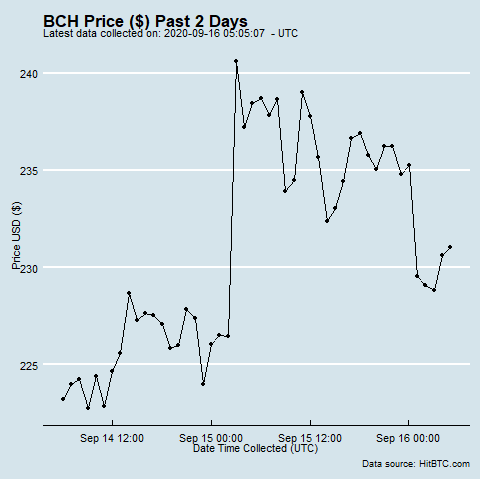 BCH Price ($) Past 2 Days
Latest data collected on: 2020-09-16 05:05:07  - UTC
240
235
230
225
Price USD ($)
Sep 14 12:00 Sep 15 00:00 Sep 15 12:00 Sep 16 00:00
Date Time Collected (UTC)
Data source: HitBTC.com